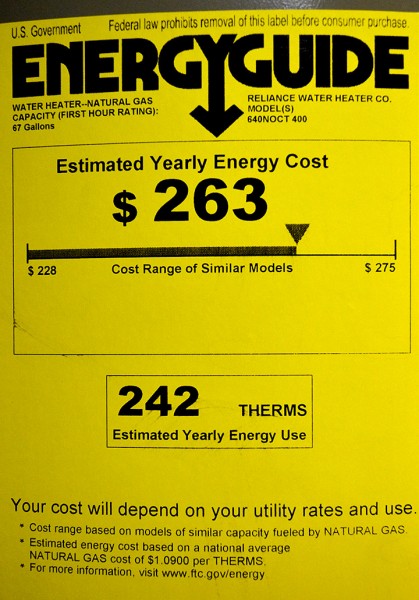 U.S. Government Federal law prohibits removal of this label before consumer purchase.
ENERGYGUIDE
WATER HEATER--NATURAL GAS
CAPACITY (FIRST HOUR RATING):
67 Gallons
RELIANCE WATER HEATER CO.
MODEL(S)
640NOCT 400
Estimated Yearly Energy Cost
$ 263
$ 228 Cost Range of Similar Models $ 275
242 THERMS
Estimated Yearly Energy Use
Your cost will depend on your utility rates and use.
* Cost range based on models of similar capacity fueled by NATURAL GAS.
* Estimated energy cost based on a national average
NATURAL GAS cost of $1.0900 per THERMS.
* For more information, visit www.ftc.gov/energy